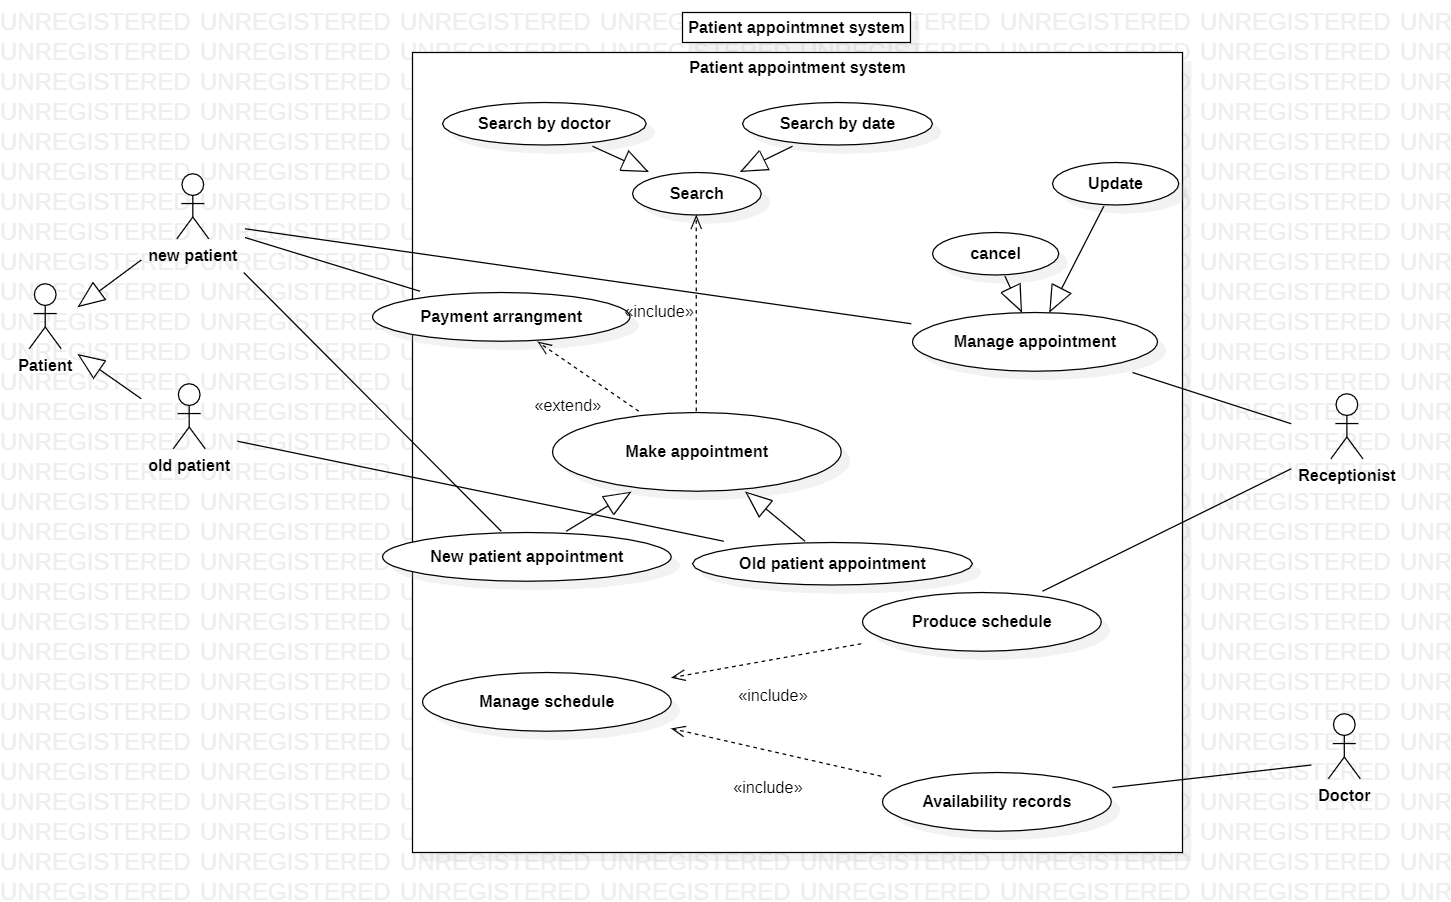 Patient appointmnet system
Patient appointment system
Search by doctor
Search by date
Search
Update
new patient
cancel
Payment arrangment
«include»
Manage appointment
Patient
«extend»
Make appointment
old patient
Receptionist
New patient appointment
Old patient appointment
Produce schedule
Manage schedule
«include»
«include»
Availability records
Doctor
UNREGISTERED